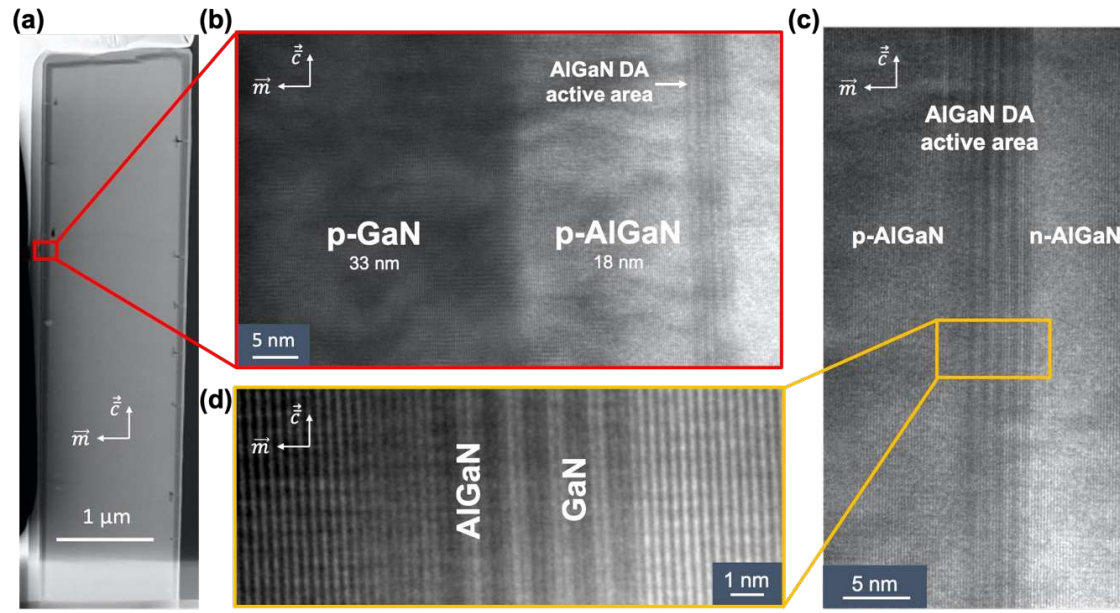 (a)
m⃗
c⃗
1 μm
(b)
m⃗
c⃗
AlGaN DA
active area
p-GaN
33 nm
p-AlGaN
18 nm
5 nm
(c)
m⃗
c⃗
AlGaN DA
active area
p-AlGaN
n-AlGaN
5 nm
(d)
m⃗
c⃗
AlGaN
GaN
1 nm